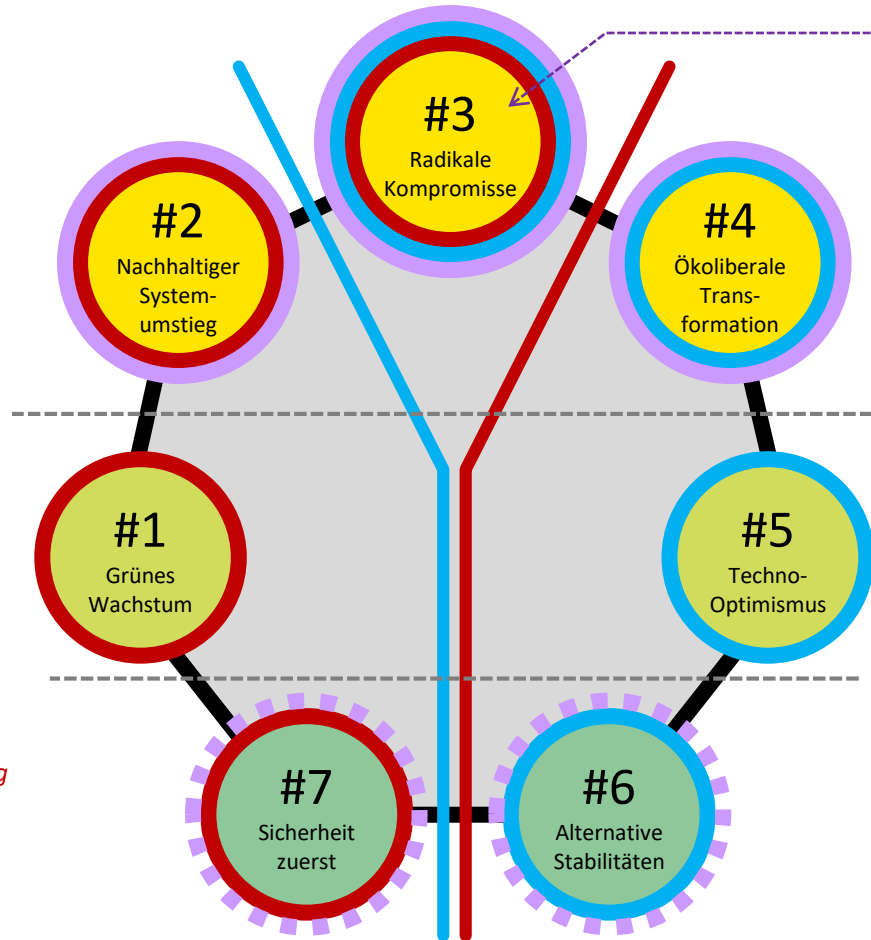 #3
Radikale
Kompromisse
#2
Nachhaltiger
System-
umstieg
#4
Ökoliberale
Trans-
formation
#1
Grünes
Wachstum
#5
Techno-
Optimismus
g
#7
Sicherheit
zuerst
#6
Alternative
Stabilitäten